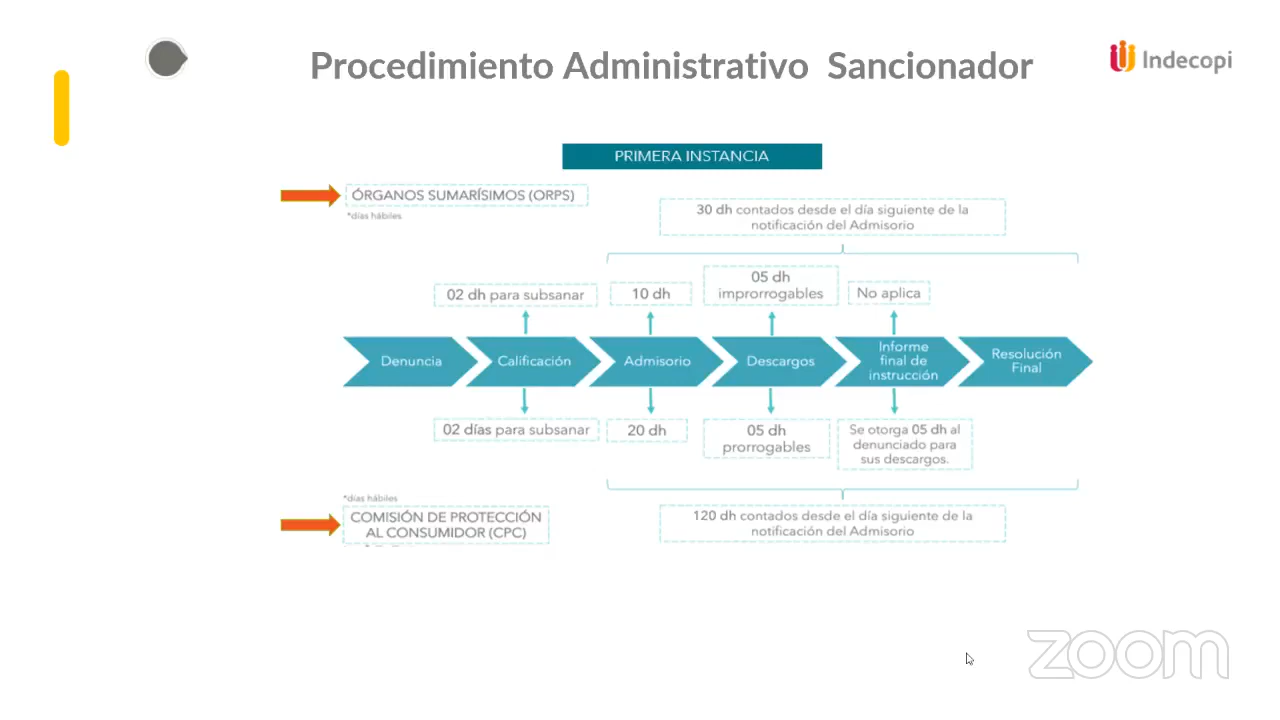 Procedimiento Administrativo Sancionador
Indecopi
PRIMERA INSTANCIA
ÓRGANOS SUMARÍSIMOS (ORPS)
*días hábiles
30 dh contados desde el día siguiente de la
notificación del Admisorio
02 dh para subsanar
10 dh
05 dh
improrrogables
No aplica
Denuncia
Calificación
Admisorio
Descargos
Informe
final de
instrucción
Resolución
Final
02 días para subsanar
20 dh
05 dh
prorrogables
Se otorga 05 dh al
denunciado para
sus descargos.
*días hábiles
COMISIÓN DE PROTECCIÓN
AL CONSUMIDOR (CPC)
120 dh contados desde el día siguiente de la
notificación del Admisorio
zoom